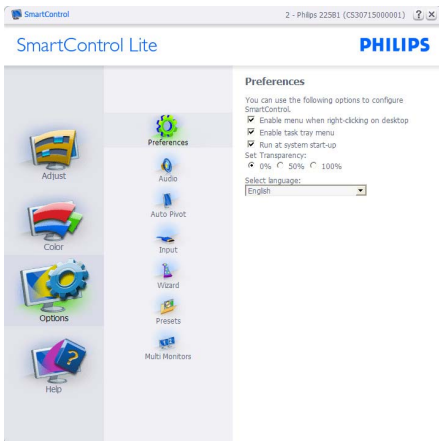 SmartControl
2 - Philips 225B1 (CS30715000001)
SmartControl Lite
PHILIPS
Adjust
Color
Options
Help
Preferences
Audio
Auto Pivot
Input
Wizard
Presets
Multi Monitors
Preferences
You can use the following options to configure
SmartControl.
Enable menu when right-clicking on desktop
Enable task tray menu
Run at system start-up
Set Transparency:
0% 50% 100%
Select language:
English